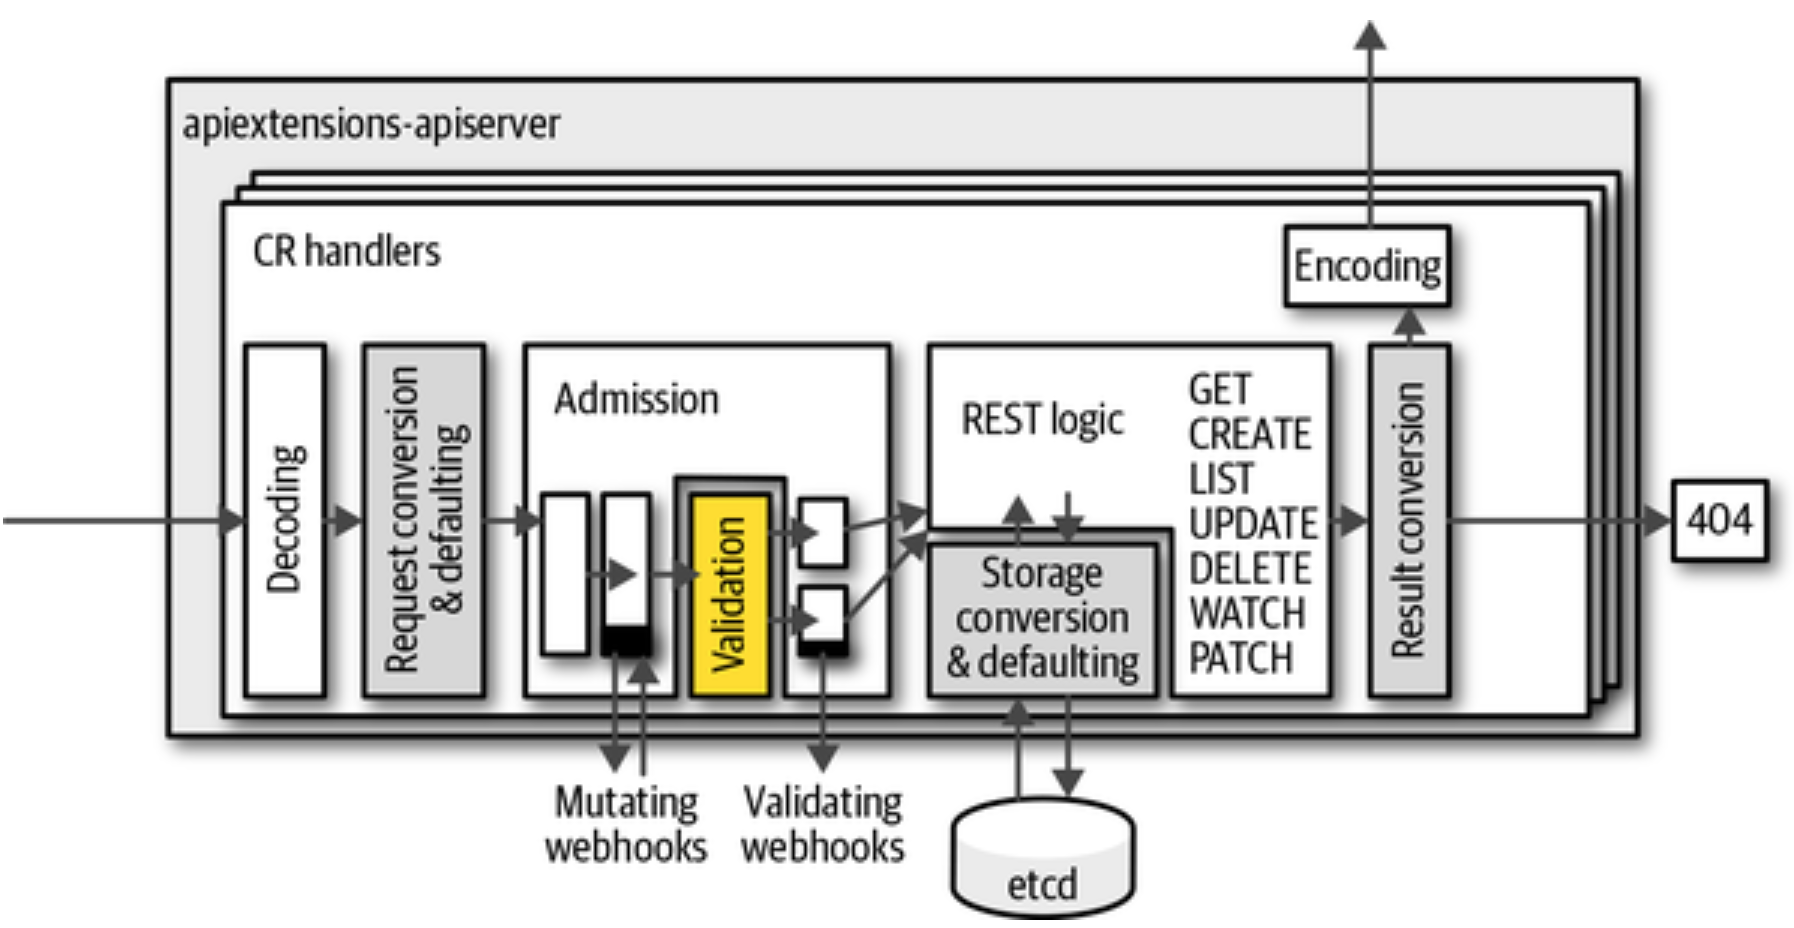 apiextensions-apiserver
CR handlers
Encoding
Decoding
Request conversion
& defaulting
Admission
Validation
REST logic
Storage
conversion
& defaulting
GET
CREATE
LIST
UPDATE
DELETE
WATCH
PATCH
Result conversion
404
Mutating
webhooks
Validating
webhooks
etcd